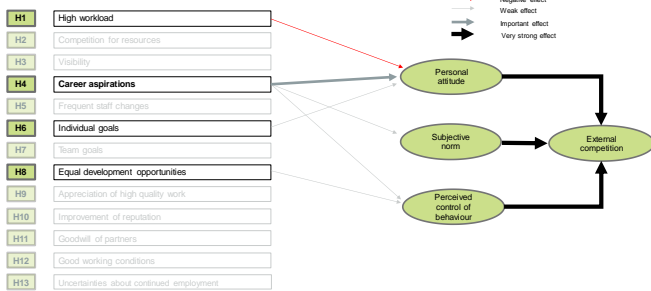 Negative effect
Weak effect
Important effect
Very strong effect
H1 High workload
H2 Competition for resources
H3 Visibility
H4 Career aspirations
H5 Frequent staff changes
H6 Individual goals
H7 Team goals
H8 Equal development opportunities
H9 Appreciation of high quality work
H10 Improvement of reputation
H11 Goodwill of partners
H12 Good working conditions
H13 Uncertainties about continued employment
Personal
attitude
Subjective
norm
Perceived
control of
behaviour
External
competition